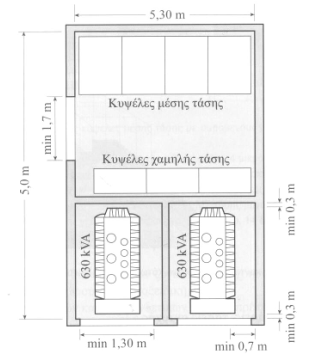 5,30 m
Κυψέλες μέσης τάσης
min 1,7 m
5,0 m
Κυψέλες χαμηλής τάσης
630 kVA
630 kVA
min 0,3 m
min 0,3 m
min 1,30 m
min 0,7 m